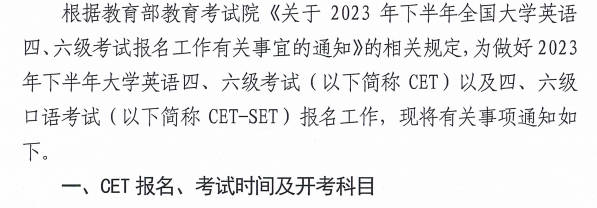 根据教育部教育考试院《关于 2023 年下半年全国大学英语
四、六级考试报名工作有关事宜的通知》的相关规定,为做好 2023
年下半年大学英语四、六级考试（以下简称 CET）以及四、六级
口语考试（以下简称 CET-SET）报名工作，现将有关事项通知如
下。
一、CET 报名、考试时间及开考科目